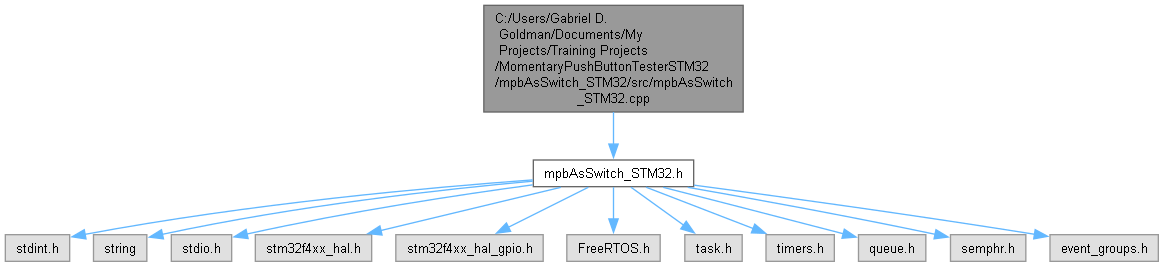 C:/Users/Gabriel D.
Goldman/Documents/My
Projects/Training Projects
/MomentaryPushButtonTesterSTM32
/mpbAsSwitch_STM32/src/mpbAsSwitch
_STM32.cpp
mpbAsSwitch_STM32.h
stdint.h
string
stdio.h
stm32f4xx_hal.h
stm32f4xx_hal_gpio.h
FreeRTOS.h
task.h
timers.h
queue.h
semphr.h
event_groups.h